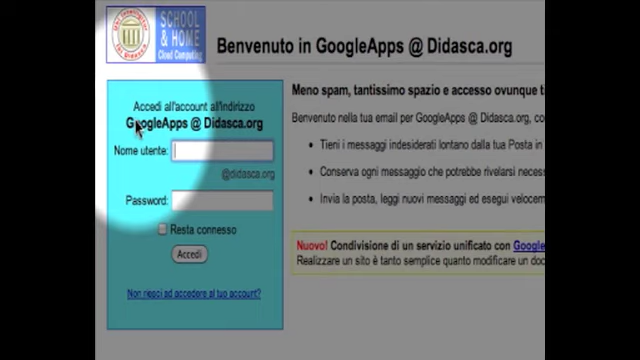 SCHOOL
& HOME
Cloud Computing
Benvenuto in GoogleApps @ Didasca.org
Accedi all'account all'indirizzo
GoogleApps @ Didasca.org
Nome utente:
@didasca.org
Password:
Resta connesso
Accedi
Non riesci ad accedere al tuo account?
Meno spam, tantissimo spazio e accesso ovunque
Benvenuto nella tua email per GoogleApps @ Didasca.org,
Tieni i messaggi indesiderati lontano dalla tua Posta in
Conserva ogni messaggio che potrebbe rivelarsi
Invia la posta, leggi nuovi messaggi ed esegui
Nuovo! Condivisione di un servizio unificato con Google
Realizzare un sito è tanto semplice quanto modificare un